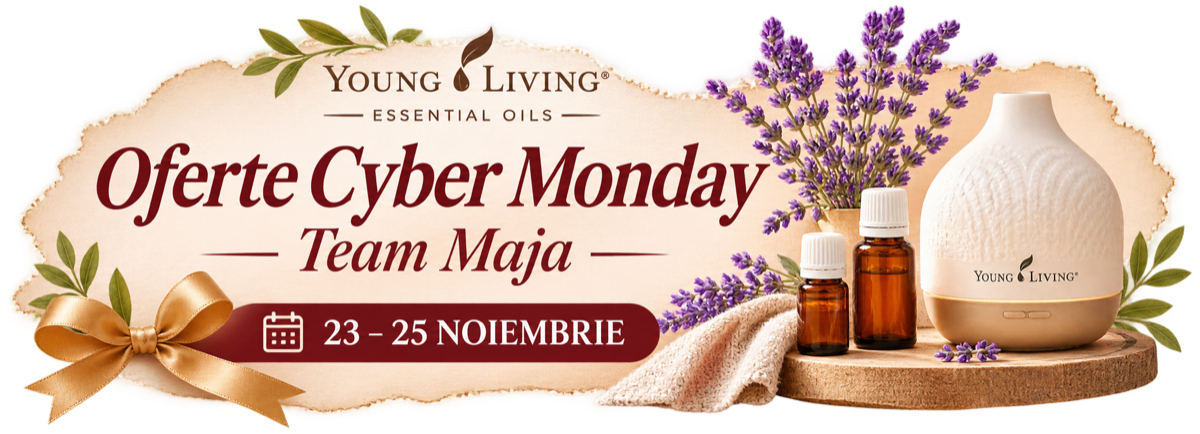 YOUNG LIVING®
ESSENTIAL OILS
Oferte Cyber Monday
Team Maja
23 – 25 NOIEMBRIE
YOUNG LIVING®